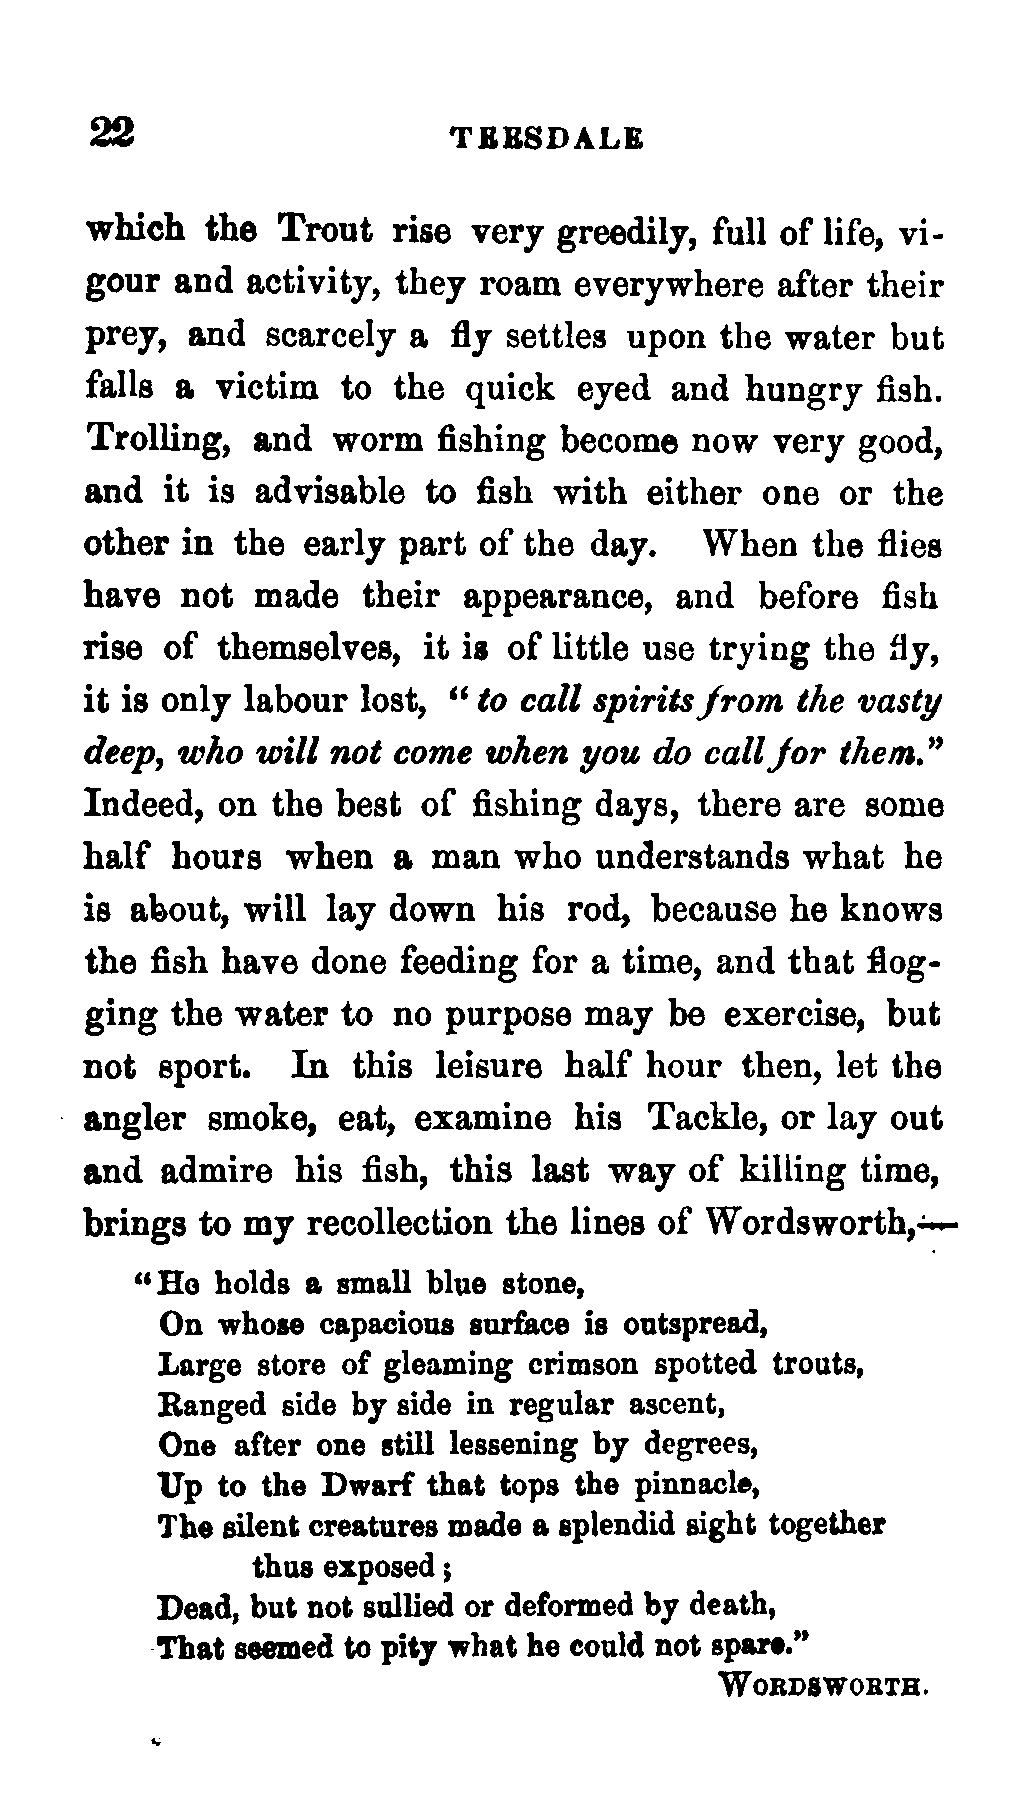 22 TEESDALE
which the Trout rise very greedily, full of life, vi-
gour and activity, they roam everywhere after their
prey, and scarcely a fly settles upon the water but
falls a victim to the quick eyed and hungry fish.
Trolling, and worm fishing become now very good,
and it is advisable to fish with either one or the
other in the early part of the day. When the flies
have not made their appearance, and before fish
rise of themselves, it is of little use trying the fly,
it is only labour lost, "to call spirits from the vasty
deep, who will not come when you do call for them."
Indeed, on the best of fishing days, there are some
half hours when a man who understands what he
is about, will lay down his rod, because he knows
the fish have done feeding for a time, and that flog-
ging the water to no purpose may be exercise, but
not sport. In this leisure half hour then, let the
angler smoke, eat, examine his Tackle, or lay out
and admire his fish, this last way of killing time,
brings to my recollection the lines of Wordsworth,—
"He holds a small blue stone,
On whose capacious surface is outspread,
Large store of gleaming crimson spotted trouts,
Ranged side by side in regular ascent,
One after one still lessening by degrees,
Up to the Dwarf that tops the pinnacle,
The silent creatures made a splendid sight together
thus exposed;
Dead, but not sullied or deformed by death,
That seemed to pity what he could not spare."
WORDSWORTH.